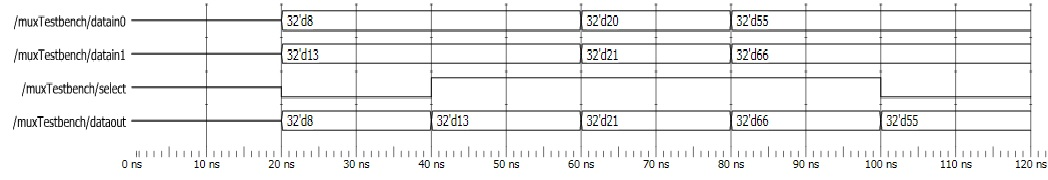 /muxTestbench/datain0 32'd8 32'd20 32'd55
/muxTestbench/datain1 32'd13 32'd21 32'd66
/muxTestbench/select
/muxTestbench/dataout 32'd8 32'd13 32'd21 32'd66 32'd55
0 ns 10 ns 20 ns 30 ns 40 ns 50 ns 60 ns 70 ns 80 ns 90 ns 100 ns 110 ns 120 ns